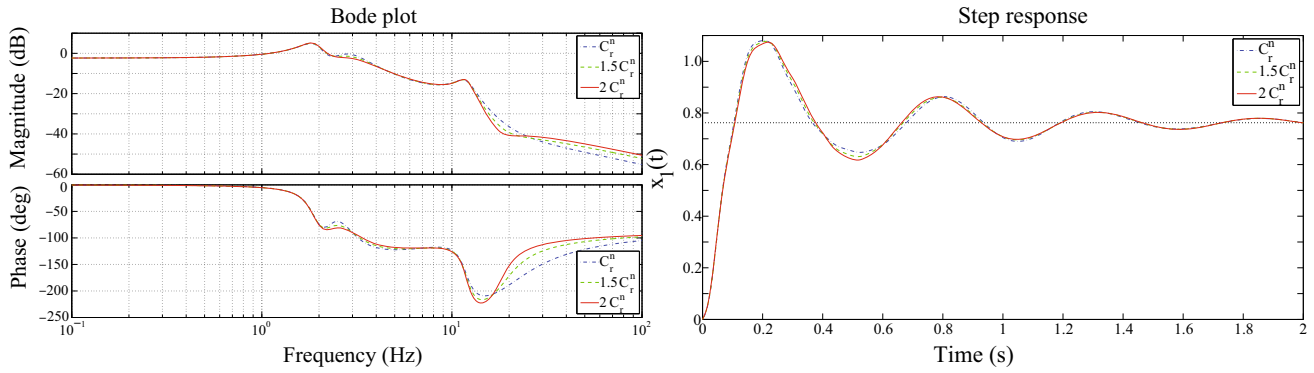 Bode plot
Magnitude (dB)
0
−20
−40
−60
C_r^n
1.5 C_r^n
2 C_r^n
Phase (deg)
0
−50
−100
−150
−200
−250
C_r^n
1.5 C_r^n
2 C_r^n
10^−1 10^0 10^1 10^2
Frequency (Hz)
Step response
x_1(t)
1.0
0.8
0.6
0.4
0.2
0
C_r^n
1.5 C_r^n
2 C_r^n
0 0.2 0.4 0.6 0.8 1 1.2 1.4 1.6 1.8 2
Time (s)